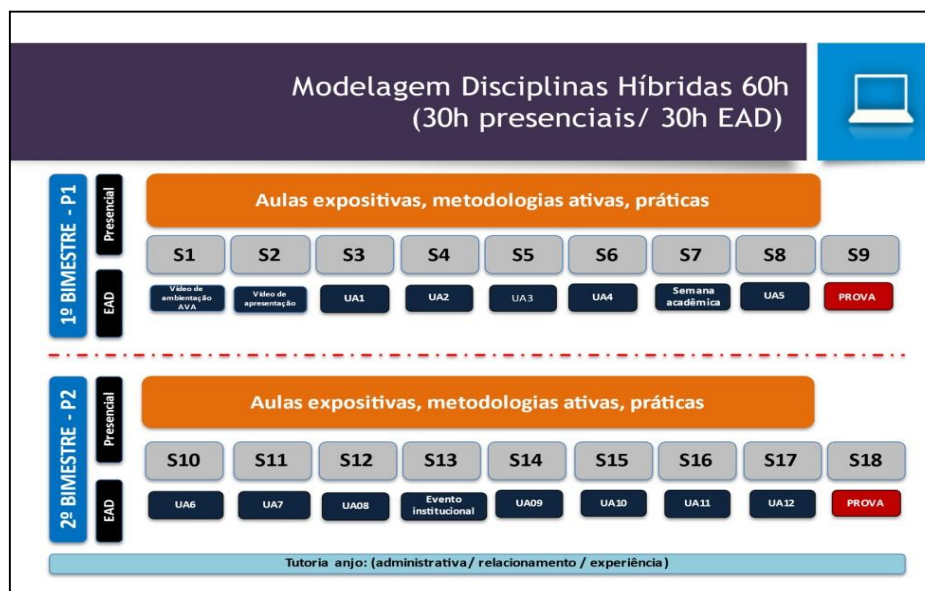 Modelagem Disciplinas Híbridas 60h
(30h presenciais/ 30h EAD)
1º BIMESTRE - P1
Presencial
Aulas expositivas, metodologias ativas, práticas
S1 S2 S3 S4 S5 S6 S7 S8 S9
EAD
Vídeo de
ambientação
AVA
Vídeo de
apresentação
UA1
UA2
UA3
UA4
Semana
acadêmica
UA5
PROVA
2º BIMESTRE - P2
Presencial
Aulas expositivas, metodologias ativas, práticas
S10 S11 S12 S13 S14 S15 S16 S17 S18
EAD
UA6
UA7
UA08
Evento
institucional
UA09
UA10
UA11
UA12
PROVA
Tutoria anjo: (administrativa/ relacionamento / experiência)